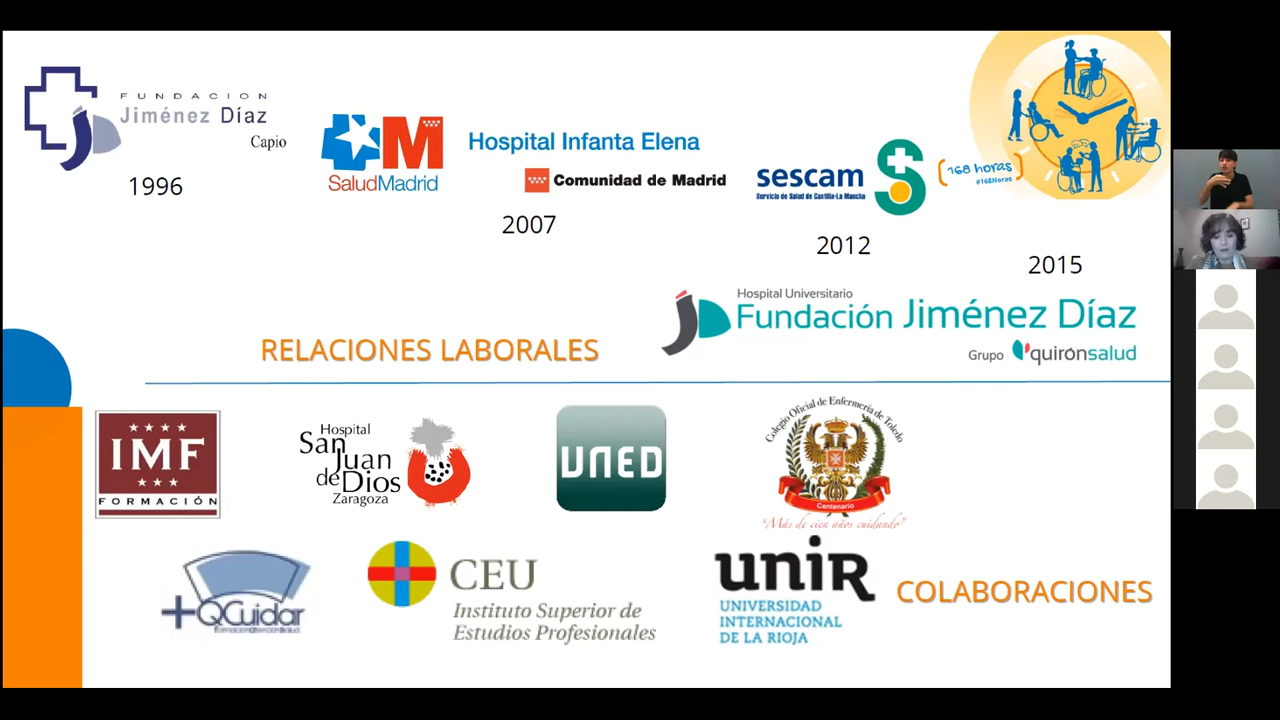 FUNDACION
Jiménez Díaz
Capio
1996
SaludMadrid
Hospital Infanta Elena
Comunidad de Madrid
2007
sescam
Servicio de Salud de Castilla-La Mancha
2012
168 horas
#168Horas
2015
Hospital Universitario
Fundación Jiménez Díaz
Grupo quirónsalud
RELACIONES LABORALES
IMF
FORMACIÓN
Hospital
San
Juan
de Dios
Zaragoza
UNED
Colegio Oficial de Enfermería de Toledo
Centenario
"Más de cien años cuidando"
+QCuidar
CEU
Instituto Superior de
Estudios Profesionales
unir
UNIVERSIDAD
INTERNACIONAL
DE LA RIOJA
COLABORACIONES